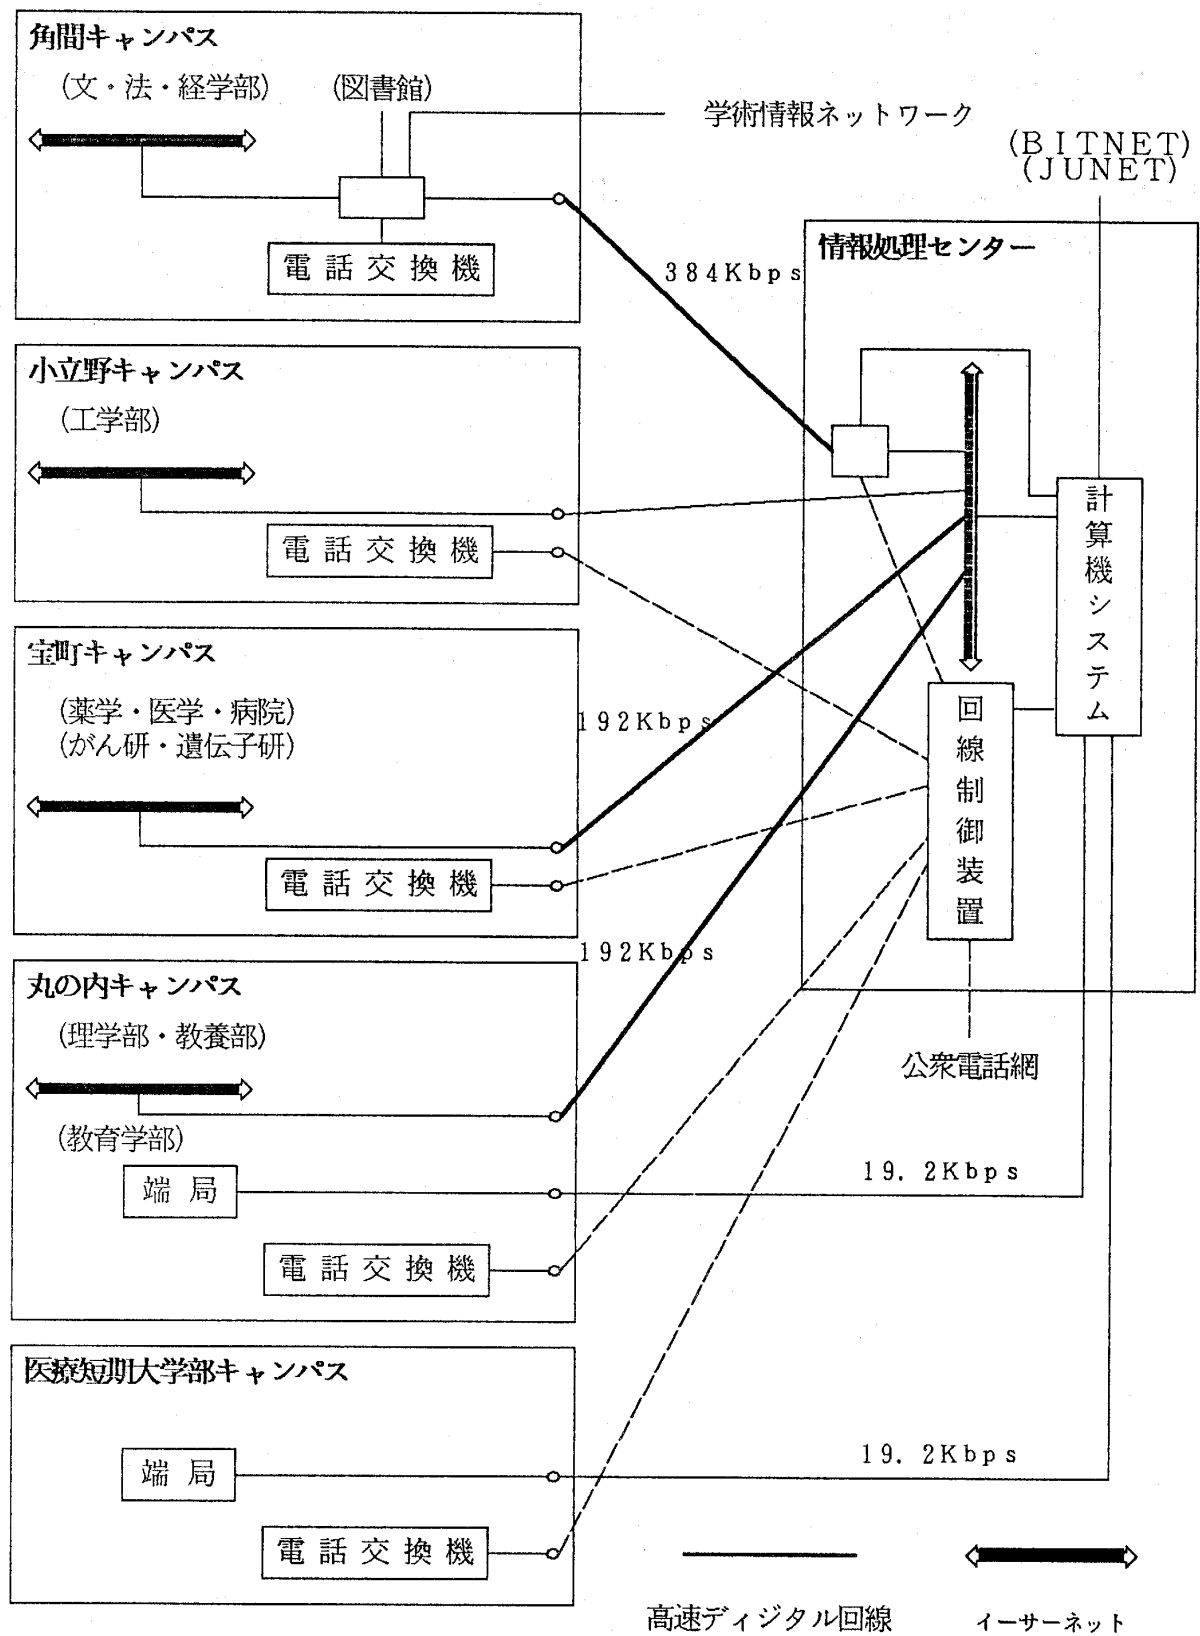 角間キャンパス
(文・法・経学部)
(図書館)
学術情報ネットワーク
(BITNET)
(JUNET)
電話交換機
384Kbps
情報処理センター
小立野キャンパス
(工学部)
電話交換機
計算機システム
宝町キャンパス
(薬学・医学・病院)
(がん研・遺伝子研)
192Kbps
回線制御装置
電話交換機
192Kbps
丸の内キャンパス
(理学部・教養部)
公衆電話網
(教育学部)
端局
19.2Kbps
電話交換機
医療短期大学部キャンパス
端局
19.2Kbps
電話交換機
高速ディジタル回線
イーサーネット